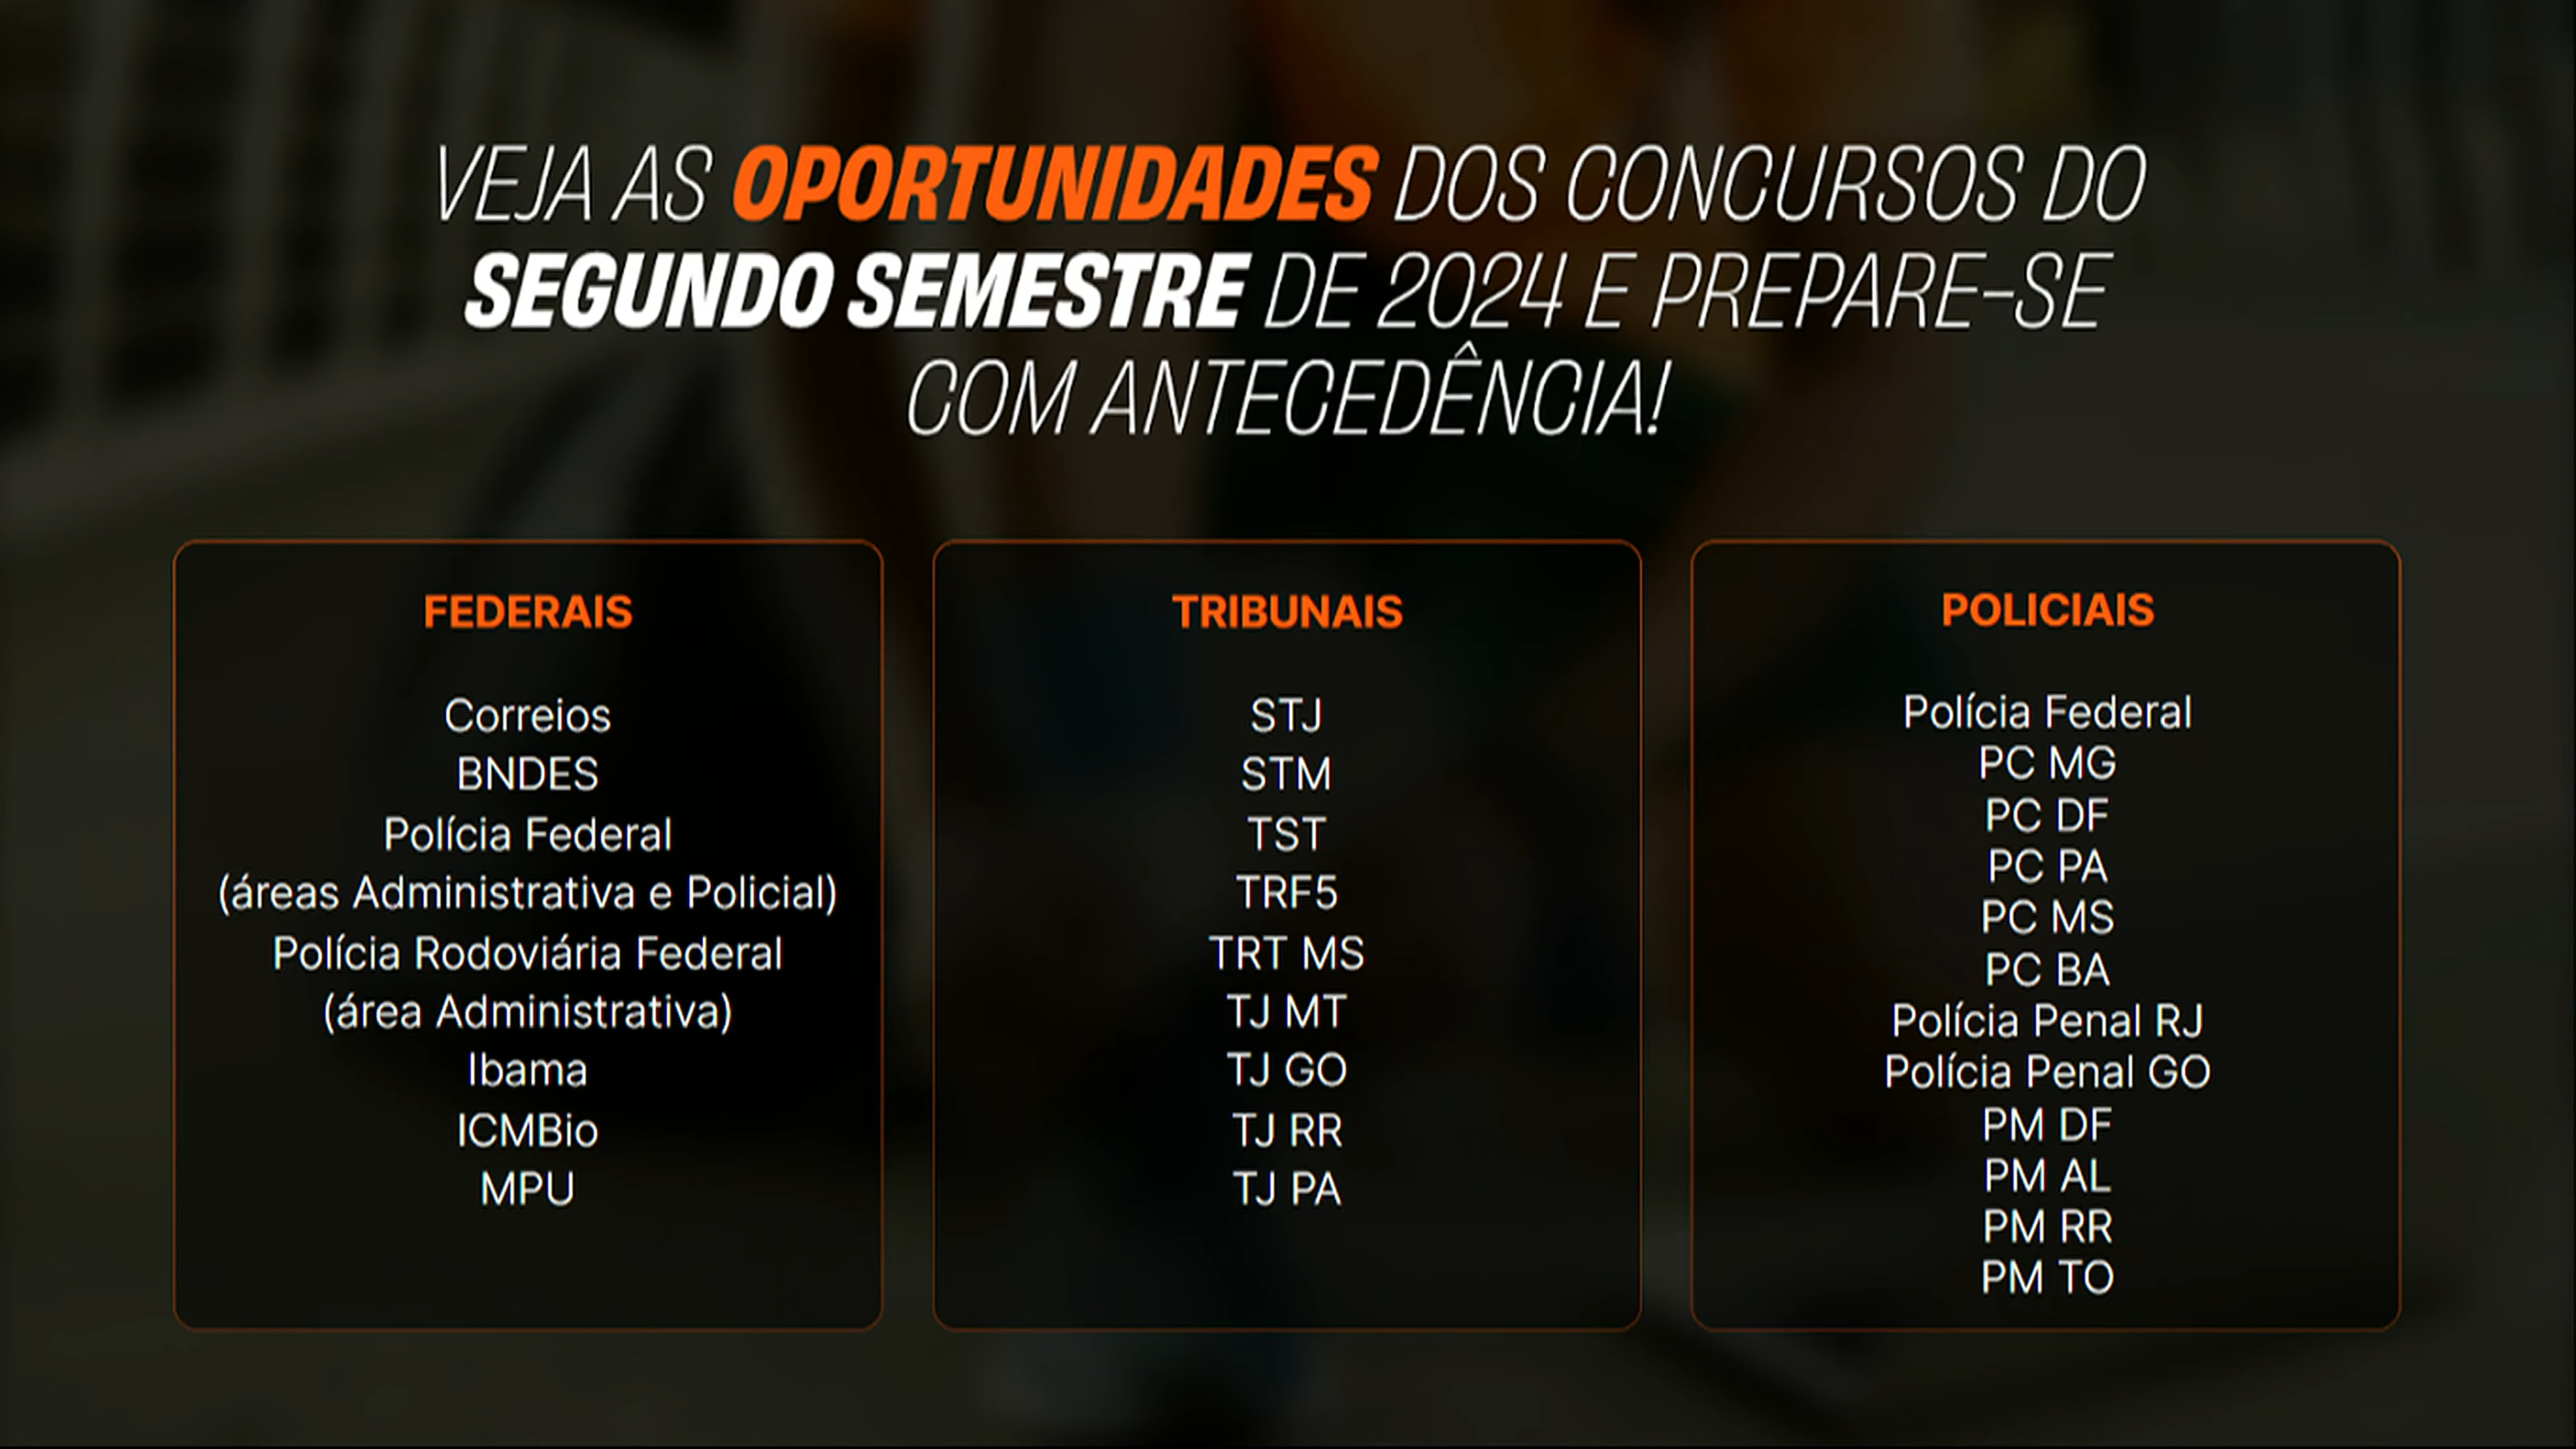 VEJA AS OPORTUNIDADES DOS CONCURSOS DO
SEGUNDO SEMESTRE DE 2024 E PREPARE-SE
COM ANTECEDÊNCIA!
FEDERAIS
Correios
BNDES
Polícia Federal
(áreas Administrativa e Policial)
Polícia Rodoviária Federal
(área Administrativa)
Ibama
ICMBio
MPU
TRIBUNAIS
STJ
STM
TST
TRF5
TRT MS
TJ MT
TJ GO
TJ RR
TJ PA
POLICIAIS
Polícia Federal
PC MG
PC DF
PC PA
PC MS
PC BA
Polícia Penal RJ
Polícia Penal GO
PM DF
PM AL
PM RR
PM TO